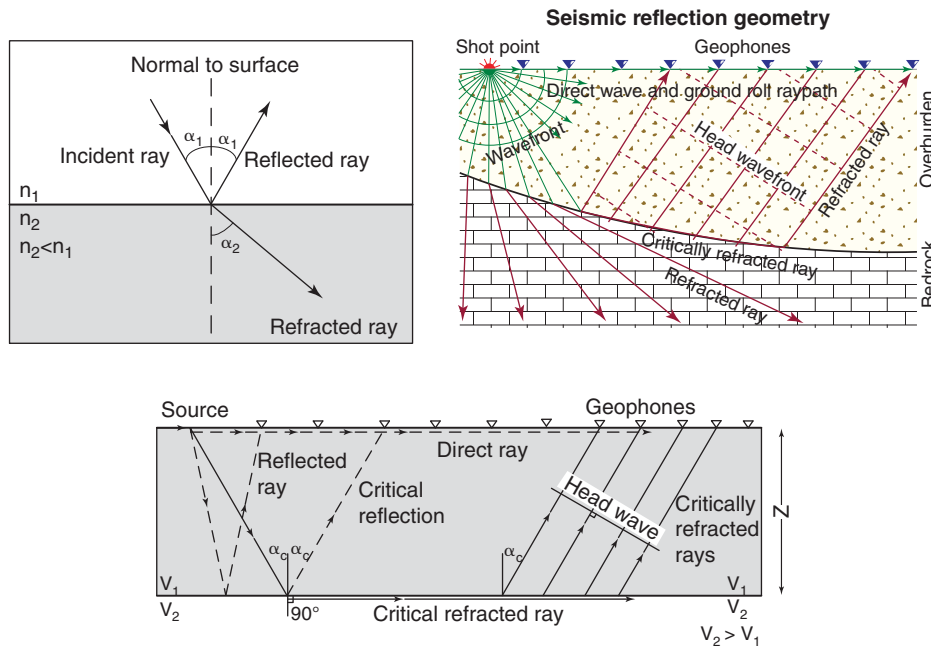 Normal to surface
α1 α1
Incident ray
Reflected ray
n1
n2
n2<n1
α2
Refracted ray
Seismic reflection geometry
Shot point
Geophones
Direct wave and ground roll raypath
Wavefront
Head wavefront
Refracted ray
Overburden
Critically refracted ray
Refracted ray
Bedrock
Source
Geophones
Direct ray
Reflected
ray
Critical
reflection
Head wave
Critically
refracted
rays
Z
αc αc
αc
V1
V1
V2
90°
Critical refracted ray
V2
V2 > V1